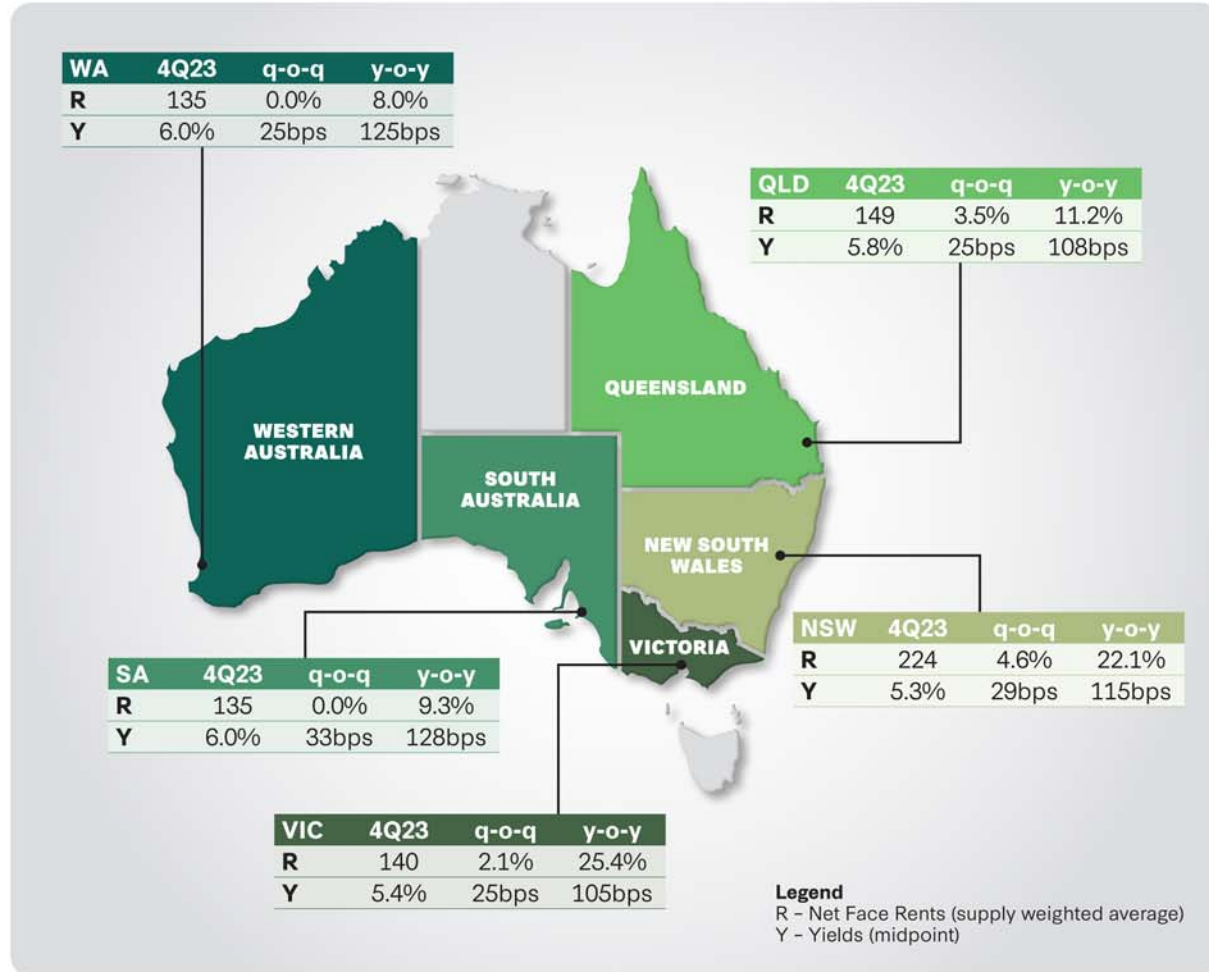 WA 4Q23 q-o-q y-o-y
R 135 0.0% 8.0%
Y 6.0% 25bps 125bps
QLD 4Q23 q-o-q y-o-y
R 149 3.5% 11.2%
Y 5.8% 25bps 108bps
QUEENSLAND
WESTERN
AUSTRALIA
SOUTH
AUSTRALIA
NEW SOUTH
WALES
VICTORIA
NSW 4Q23 q-o-q y-o-y
R 224 4.6% 22.1%
Y 5.3% 29bps 115bps
SA 4Q23 q-o-q y-o-y
R 135 0.0% 9.3%
Y 6.0% 33bps 128bps
VIC 4Q23 q-o-q y-o-y
R 140 2.1% 25.4%
Y 5.4% 25bps 105bps
Legend
R – Net Face Rents (supply weighted average)
Y – Yields (midpoint)